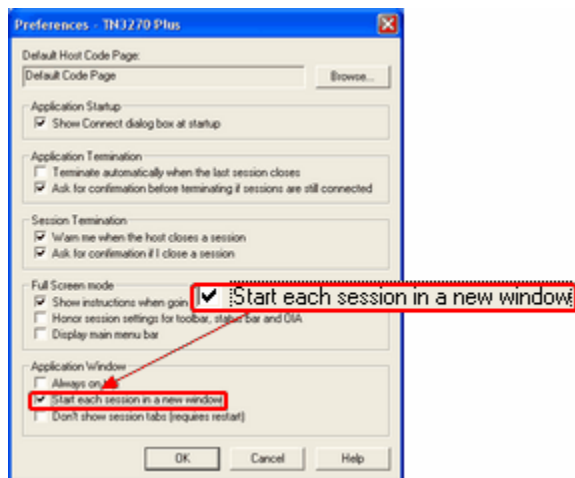 Preferences - TN3270 Plus
Default Host Code Page:
Default Code Page
Browse...
Application Startup
Show Connect dialog box at startup
Application Termination
Terminate automatically when the last session closes
Ask for confirmation before terminating if sessions are still connected
Session Termination
Warn me when the host closes a session
Ask for confirmation if I close a session
Full Screen mode
Show instructions when goin
Start each session in a new window
Honor session settings for toolbar, status bar and OIA
Display main menu bar
Application Window
Always on
Start each session in a new window
Don't show session tabs (requires restart)
OK
Cancel
Help